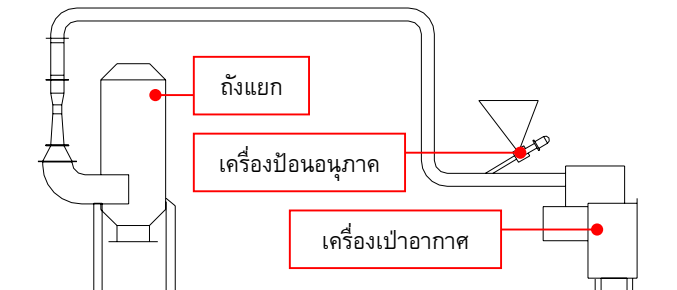 ถังแยก
เครื่องป้อนอนุภาค
เครื่องเป่าอากาศ